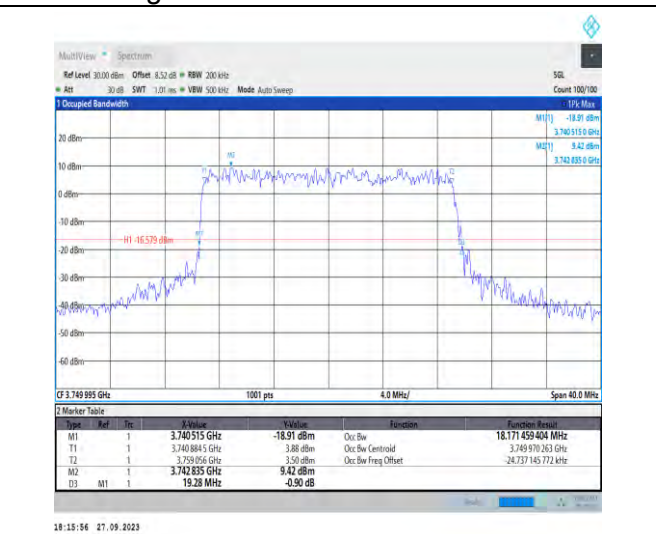 MultiView Spectrum
Ref Level 30.00 dBm Offset 8.52 dB RBW 200 kHz SGL
Att 30 dB SWT 1.01 ms VBW 500 kHz Mode Auto Sweep Count 100/100
1 Occupied Bandwidth 1Pk Max
M1[1] -18.91 dBm
3.740 515 0 GHz
M2[1] 9.42 dBm
3.742 835 0 GHz
20 dBm
10 dBm
0 dBm
-10 dBm
-20 dBm
-30 dBm
-40 dBm
-50 dBm
-60 dBm
M2
T1
T2
M1
H1 -16.579 dBm
CF 3.749 995 GHz 1001 pts 4.0 MHz/ Span 40.0 MHz
2 Marker Table
Type Ref Trc X-Value Y-Value Function Function Result
M1 1 3.740 515 GHz -18.91 dBm Occ Bw 18.171 459 404 MHz
T1 1 3.740 884 5 GHz 3.88 dBm Occ Bw Centroid 3.749 970 263 GHz
T2 1 3.759 056 GHz 3.50 dBm Occ Bw Freq Offset -24.737 145 772 kHz
M2 1 3.742 835 GHz 9.42 dBm
D3 M1 1 19.28 MHz -0.90 dB
18:15:56 27.09.2023